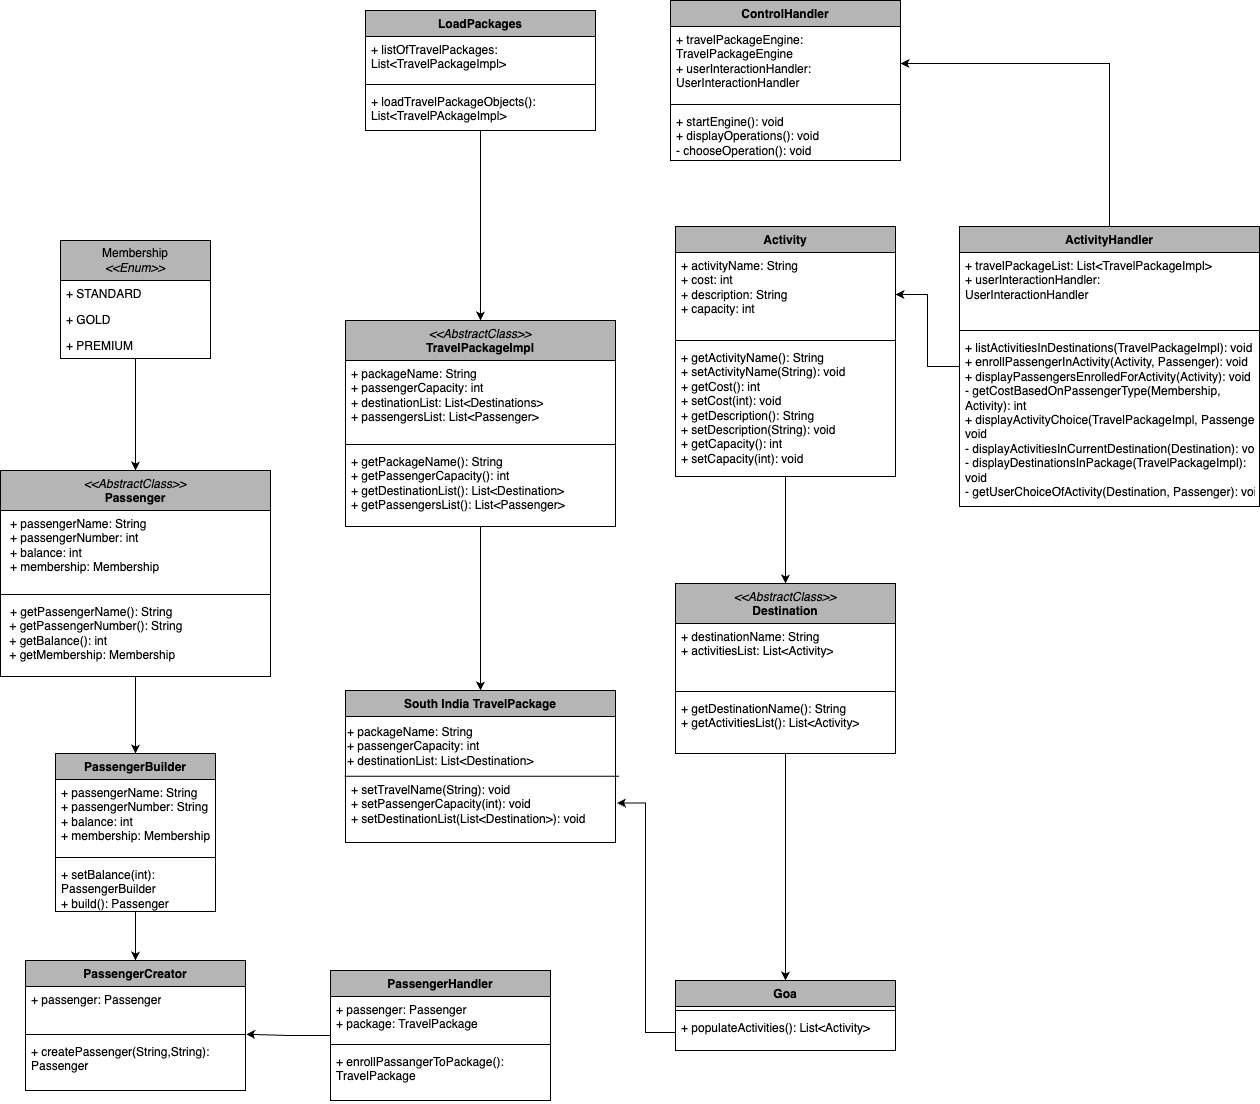 LoadPackages
+ listOfTravelPackages:
List<TravelPackageImpl>
+ loadTravelPackageObjects():
List<TravelPAckageImpl>
ControlHandler
+ travelPackageEngine:
TravelPackageEngine
+ userInteractionHandler:
UserInteractionHandler
+ startEngine(): void
+ displayOperations(): void
- chooseOperation(): void
Membership
<<Enum>>
+ STANDARD
+ GOLD
+ PREMIUM
Activity
+ activityName: String
+ cost: int
+ description: String
+ capacity: int
+ getActivityName(): String
+ setActivityName(String): void
+ getCost(): int
+ setCost(int): void
+ getDescription(): String
+ setDescription(String): void
+ getCapacity(): int
+ setCapacity(int): void
ActivityHandler
+ travelPackageList: List<TravelPackageImpl>
+ userInteractionHandler:
UserInteractionHandler
+ listActivitiesInDestinations(TravelPackageImpl): void
+ enrollPassengerInActivity(Activity, Passenger): void
+ displayPassengersEnrolledForActivity(Activity): void
- getCostBasedOnPassengerType(Membership,
Activity): int
+ displayActivityChoice(TravelPackageImpl, Passenge
void
- displayActivitiesInCurrentDestination(Destination): vo
- displayDestinationsInPackage(TravelPackageImpl):
void
- getUserChoiceOfActivity(Destination, Passenger): voi
<<AbstractClass>>
TravelPackageImpl
+ packageName: String
+ passengerCapacity: int
+ destinationList: List<Destinations>
+ passengersList: List<Passenger>
+ getPackageName(): String
+ getPassengerCapacity(): int
+ getDestinationList(): List<Destination>
+ getPassengersList(): List<Passenger>
<<AbstractClass>>
Passenger
+ passengerName: String
+ passengerNumber: int
+ balance: int
+ membership: Membership
+ getPassengerName(): String
+ getPassengerNumber(): String
+ getBalance(): int
+ getMembership: Membership
<<AbstractClass>>
Destination
+ destinationName: String
+ activitiesList: List<Activity>
+ getDestinationName(): String
+ getActivitiesList(): List<Activity>
South India TravelPackage
+ packageName: String
+ passengerCapacity: int
+ destinationList: List<Destination>
+ setTravelName(String): void
+ setPassengerCapacity(int): void
+ setDestinationList(List<Destination>): void
PassengerBuilder
+ passengerName: String
+ passengerNumber: String
+ balance: int
+ membership: Membership
+ setBalance(int):
PassengerBuilder
+ build(): Passenger
PassengerCreator
+ passenger: Passenger
+ createPassenger(String,String):
Passenger
PassengerHandler
+ passenger: Passenger
+ package: TravelPackage
+ enrollPassangerToPackage():
TravelPackage
Goa
+ populateActivities(): List<Activity>